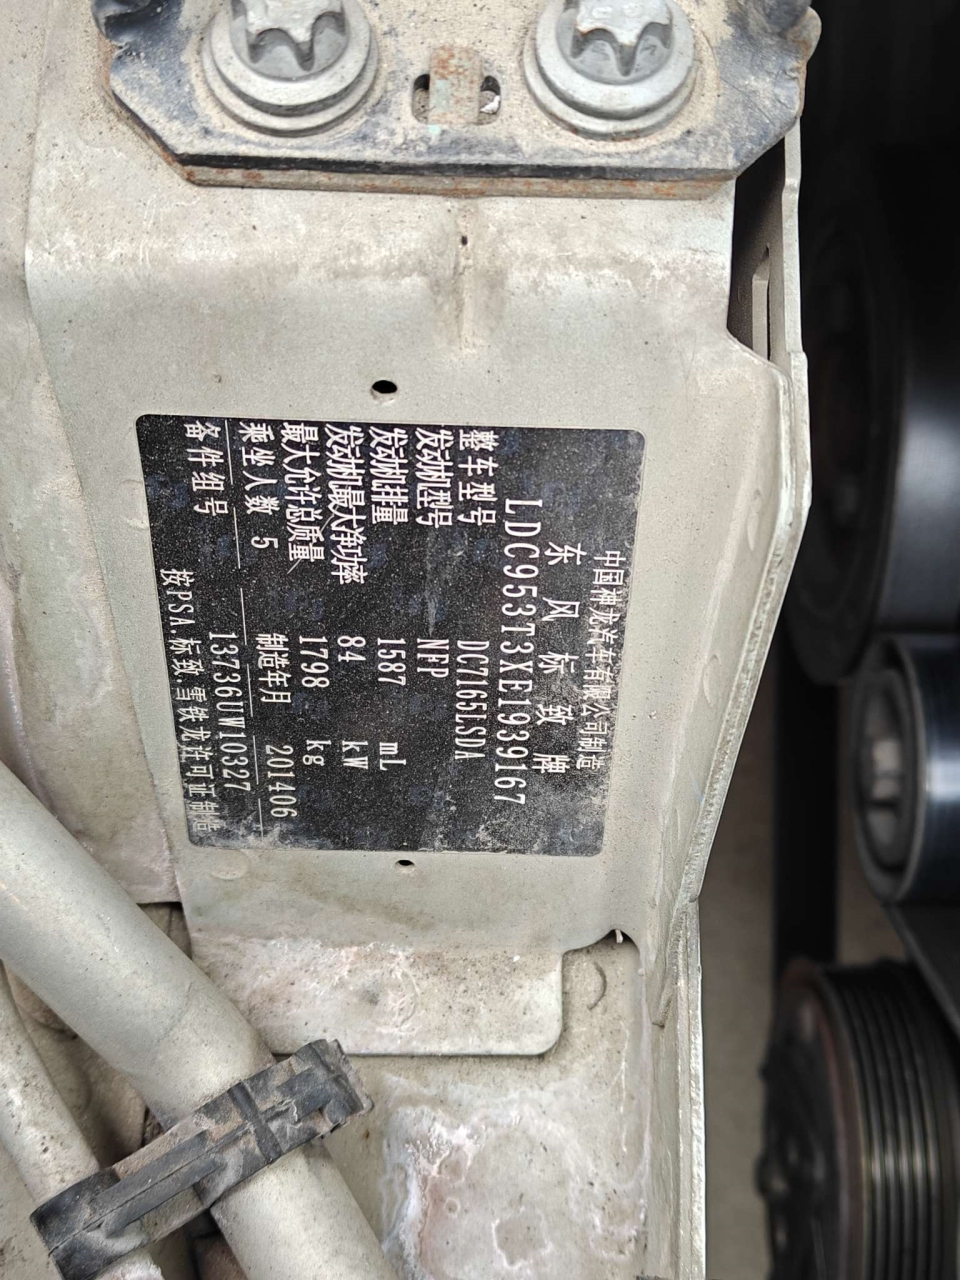 中国神龙汽车有限公司制造
东风标致牌
LDC953T3XE1939167
整车型号 DC7165LSDA
发动机型号 NFP
发动机排量 1587 mL
发动机最大净功率 84 kW
最大允许总质量 1798 kg
乘坐人数 5 制造年月 201406
备件组号 13736UW10327
按PSA.标致.雪铁龙许可证制造